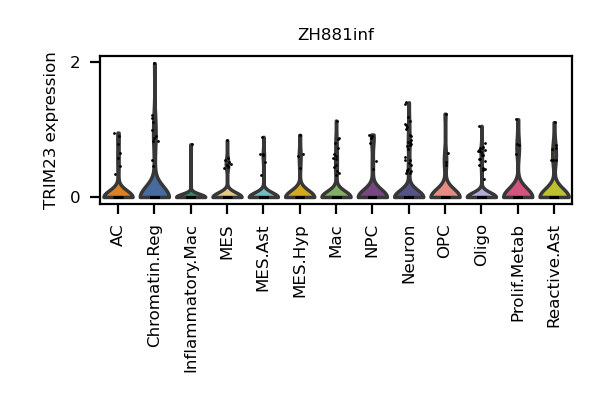 ZH881inf
TRIM23 expression
2
0
AC
Chromatin.Reg
Inflammatory.Mac
MES
MES.Ast
MES.Hyp
Mac
NPC
Neuron
OPC
Oligo
Prolif.Metab
Reactive.Ast